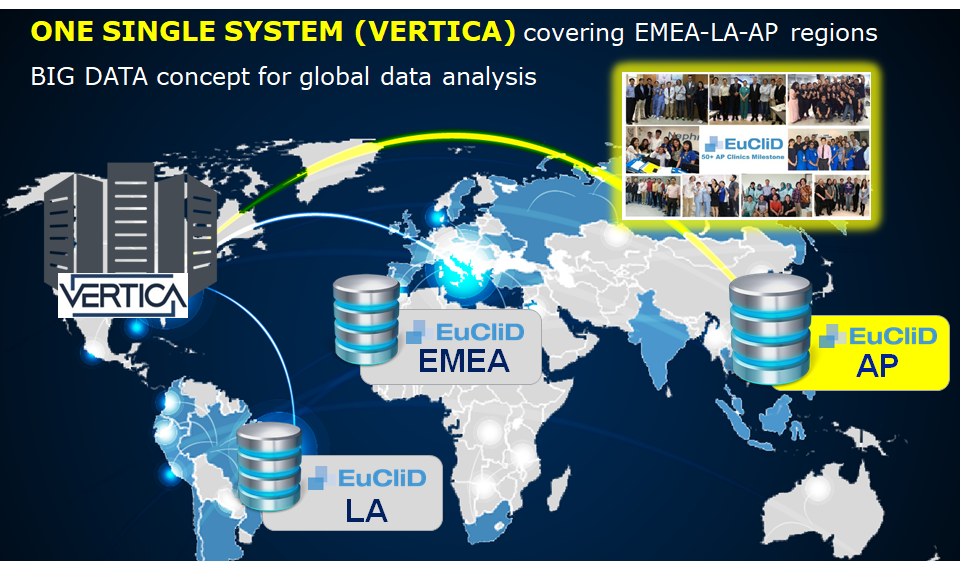 ONE SINGLE SYSTEM (VERTICA) covering EMEA-LA-AP regions
BIG DATA concept for global data analysis
EuCliD
50+ AP Clinics Milestone
VERTICA
EuCliD
EMEA
EuCliD
AP
EuCliD
LA